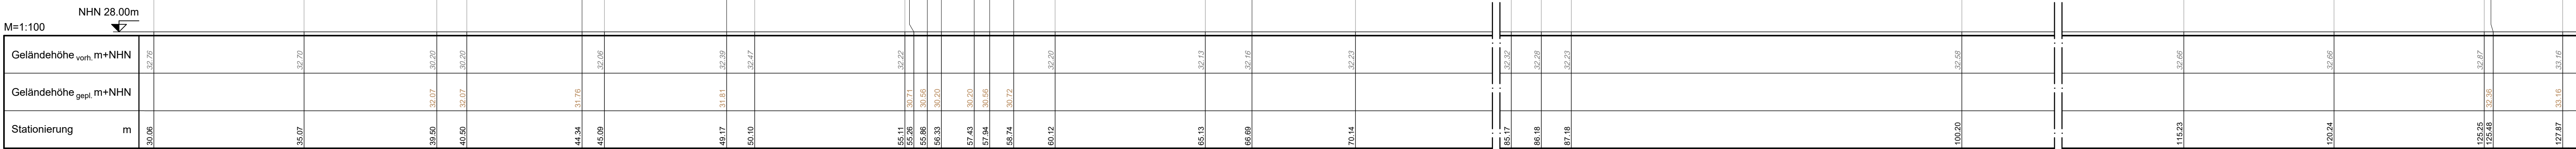 NHN 28.00m
M=1:100
Geländehöhe vorh. m+NHN 32.76 32.70 30.20 30.20 32.06 32.39 32.47 32.22 32.20 32.13 32.16 32.23 32.32 32.28 32.23 32.58 32.66 32.66 32.87 33.16
Geländehöhe gepl. m+NHN 32.07 32.07 31.76 31.81 30.71 30.56 30.20 30.20 30.56 30.72 32.36 33.16
Stationierung m 30.06 35.07 39.50 40.50 44.34 45.09 49.17 50.10 55.11 55.26 55.86 56.33 57.43 57.94 58.74 60.12 65.13 66.69 70.14 85.17 86.18 87.18 100.20 115.23 120.24 125.25 125.48 127.87